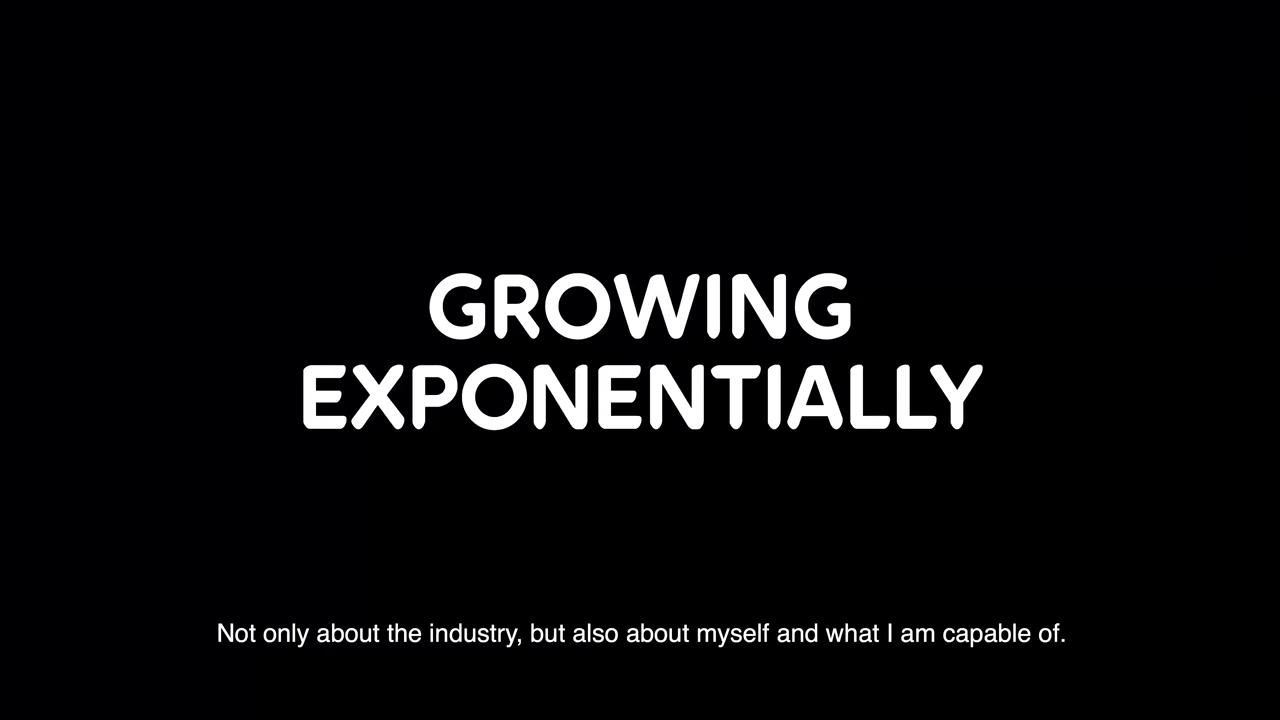 GROWING
EXPONENTIALLY
Not only about the industry, but also about myself and what I am capable of.